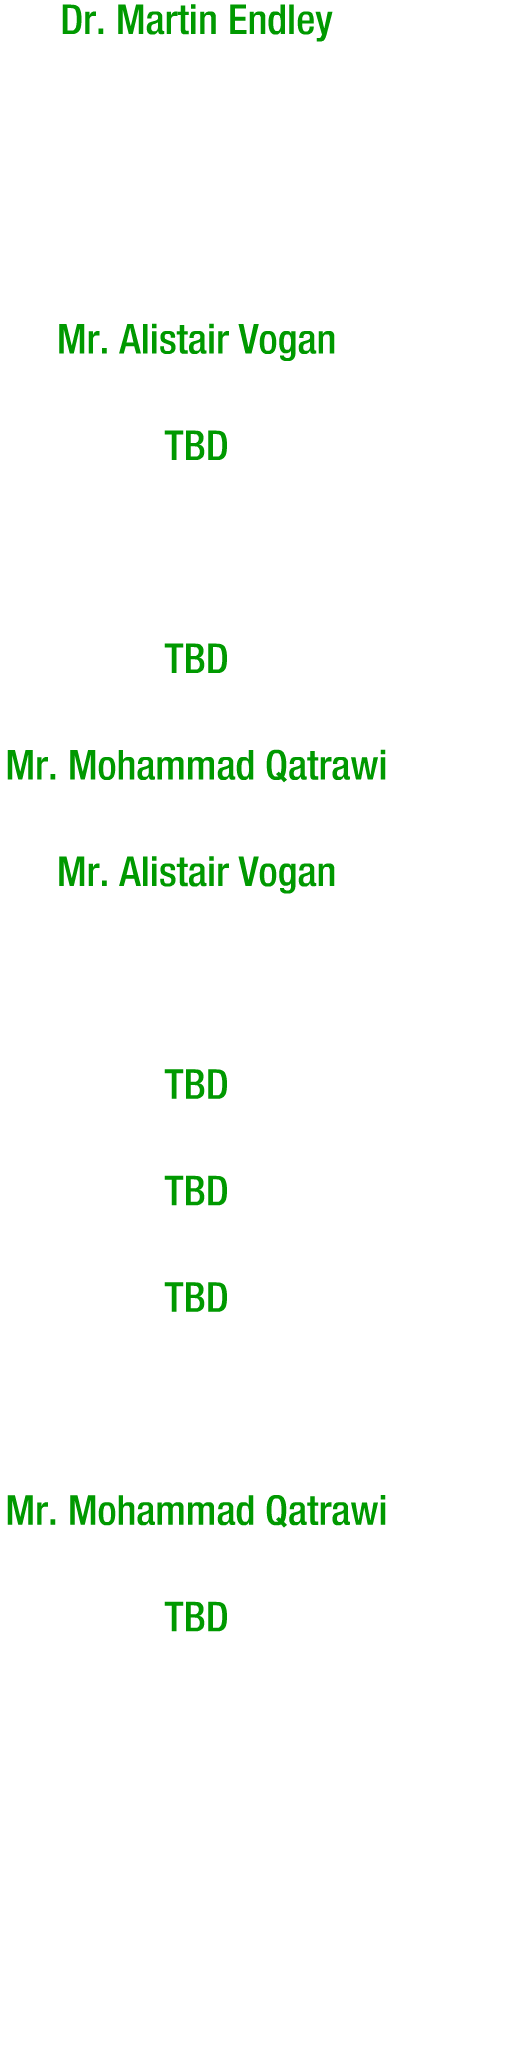 Dr. Martin Endley
Mr. Alistair Vogan
TBD
TBD
Mr. Mohammad Qatrawi
Mr. Alistair Vogan
TBD
TBD
TBD
Mr. Mohammad Qatrawi
TBD